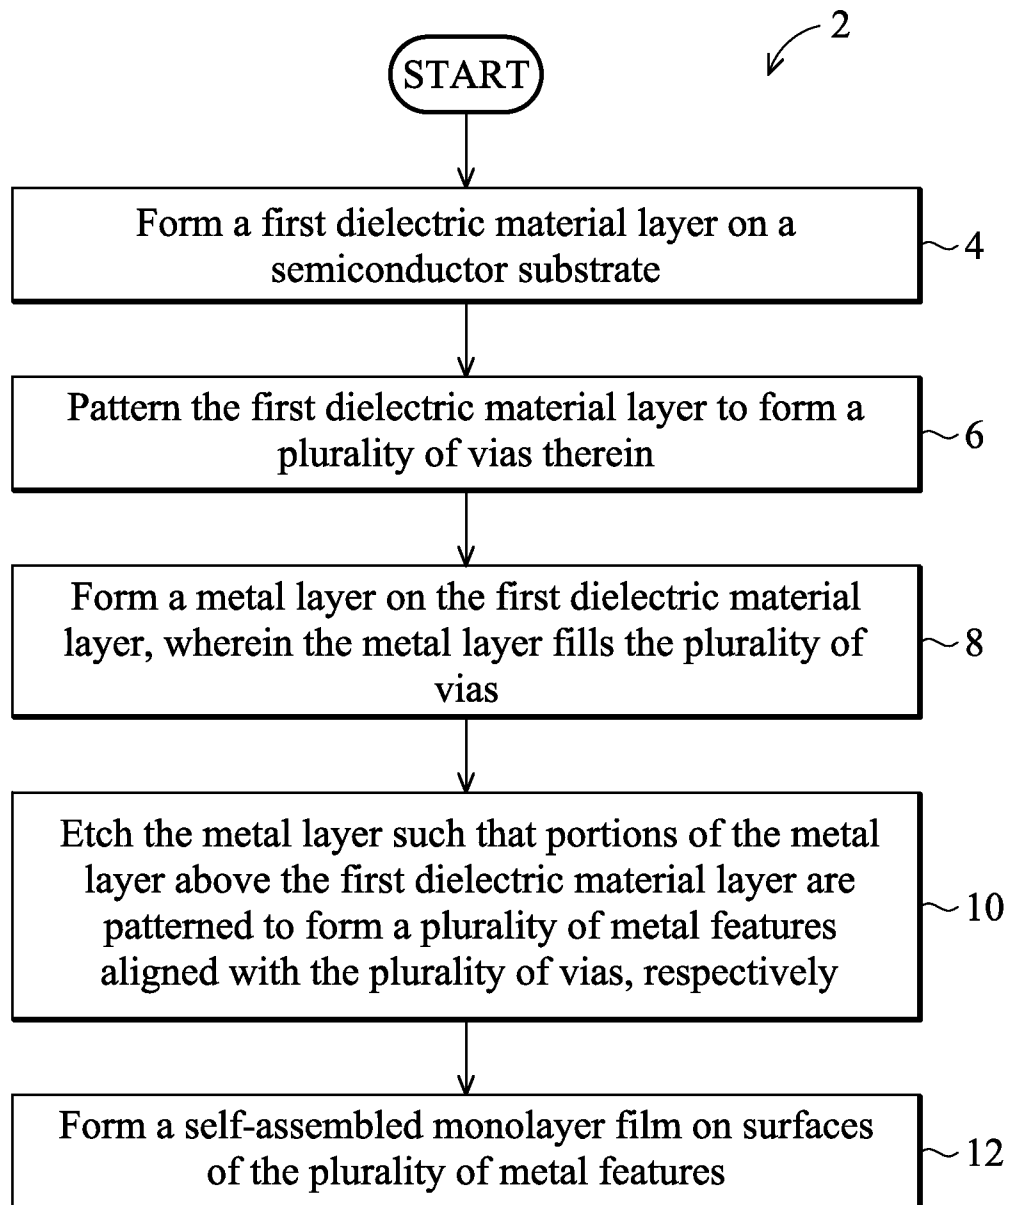 2
START
Form a first dielectric material layer on a
semiconductor substrate
4
Pattern the first dielectric material layer to form a
plurality of vias therein
6
Form a metal layer on the first dielectric material
layer, wherein the metal layer fills the plurality of
vias
8
Etch the metal layer such that portions of the metal
layer above the first dielectric material layer are
patterned to form a plurality of metal features
aligned with the plurality of vias, respectively
10
Form a self-assembled monolayer film on surfaces
of the plurality of metal features
12